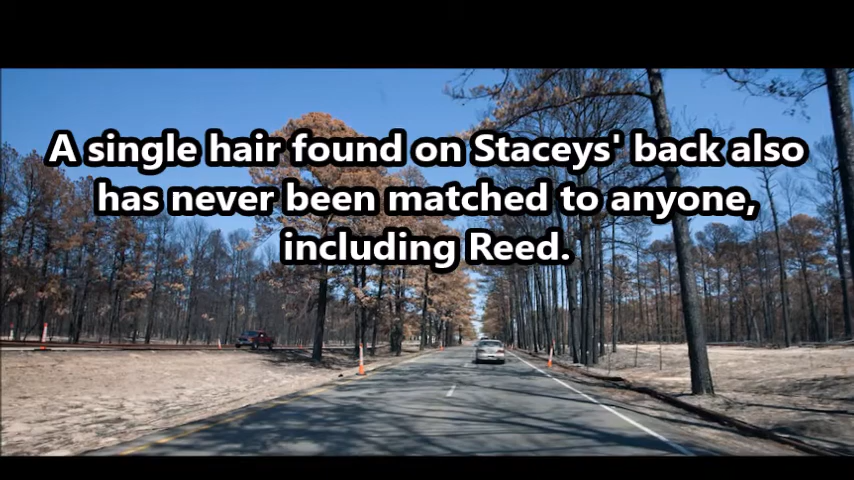 A single hair found on Staceys' back also
has never been matched to anyone,
including Reed.